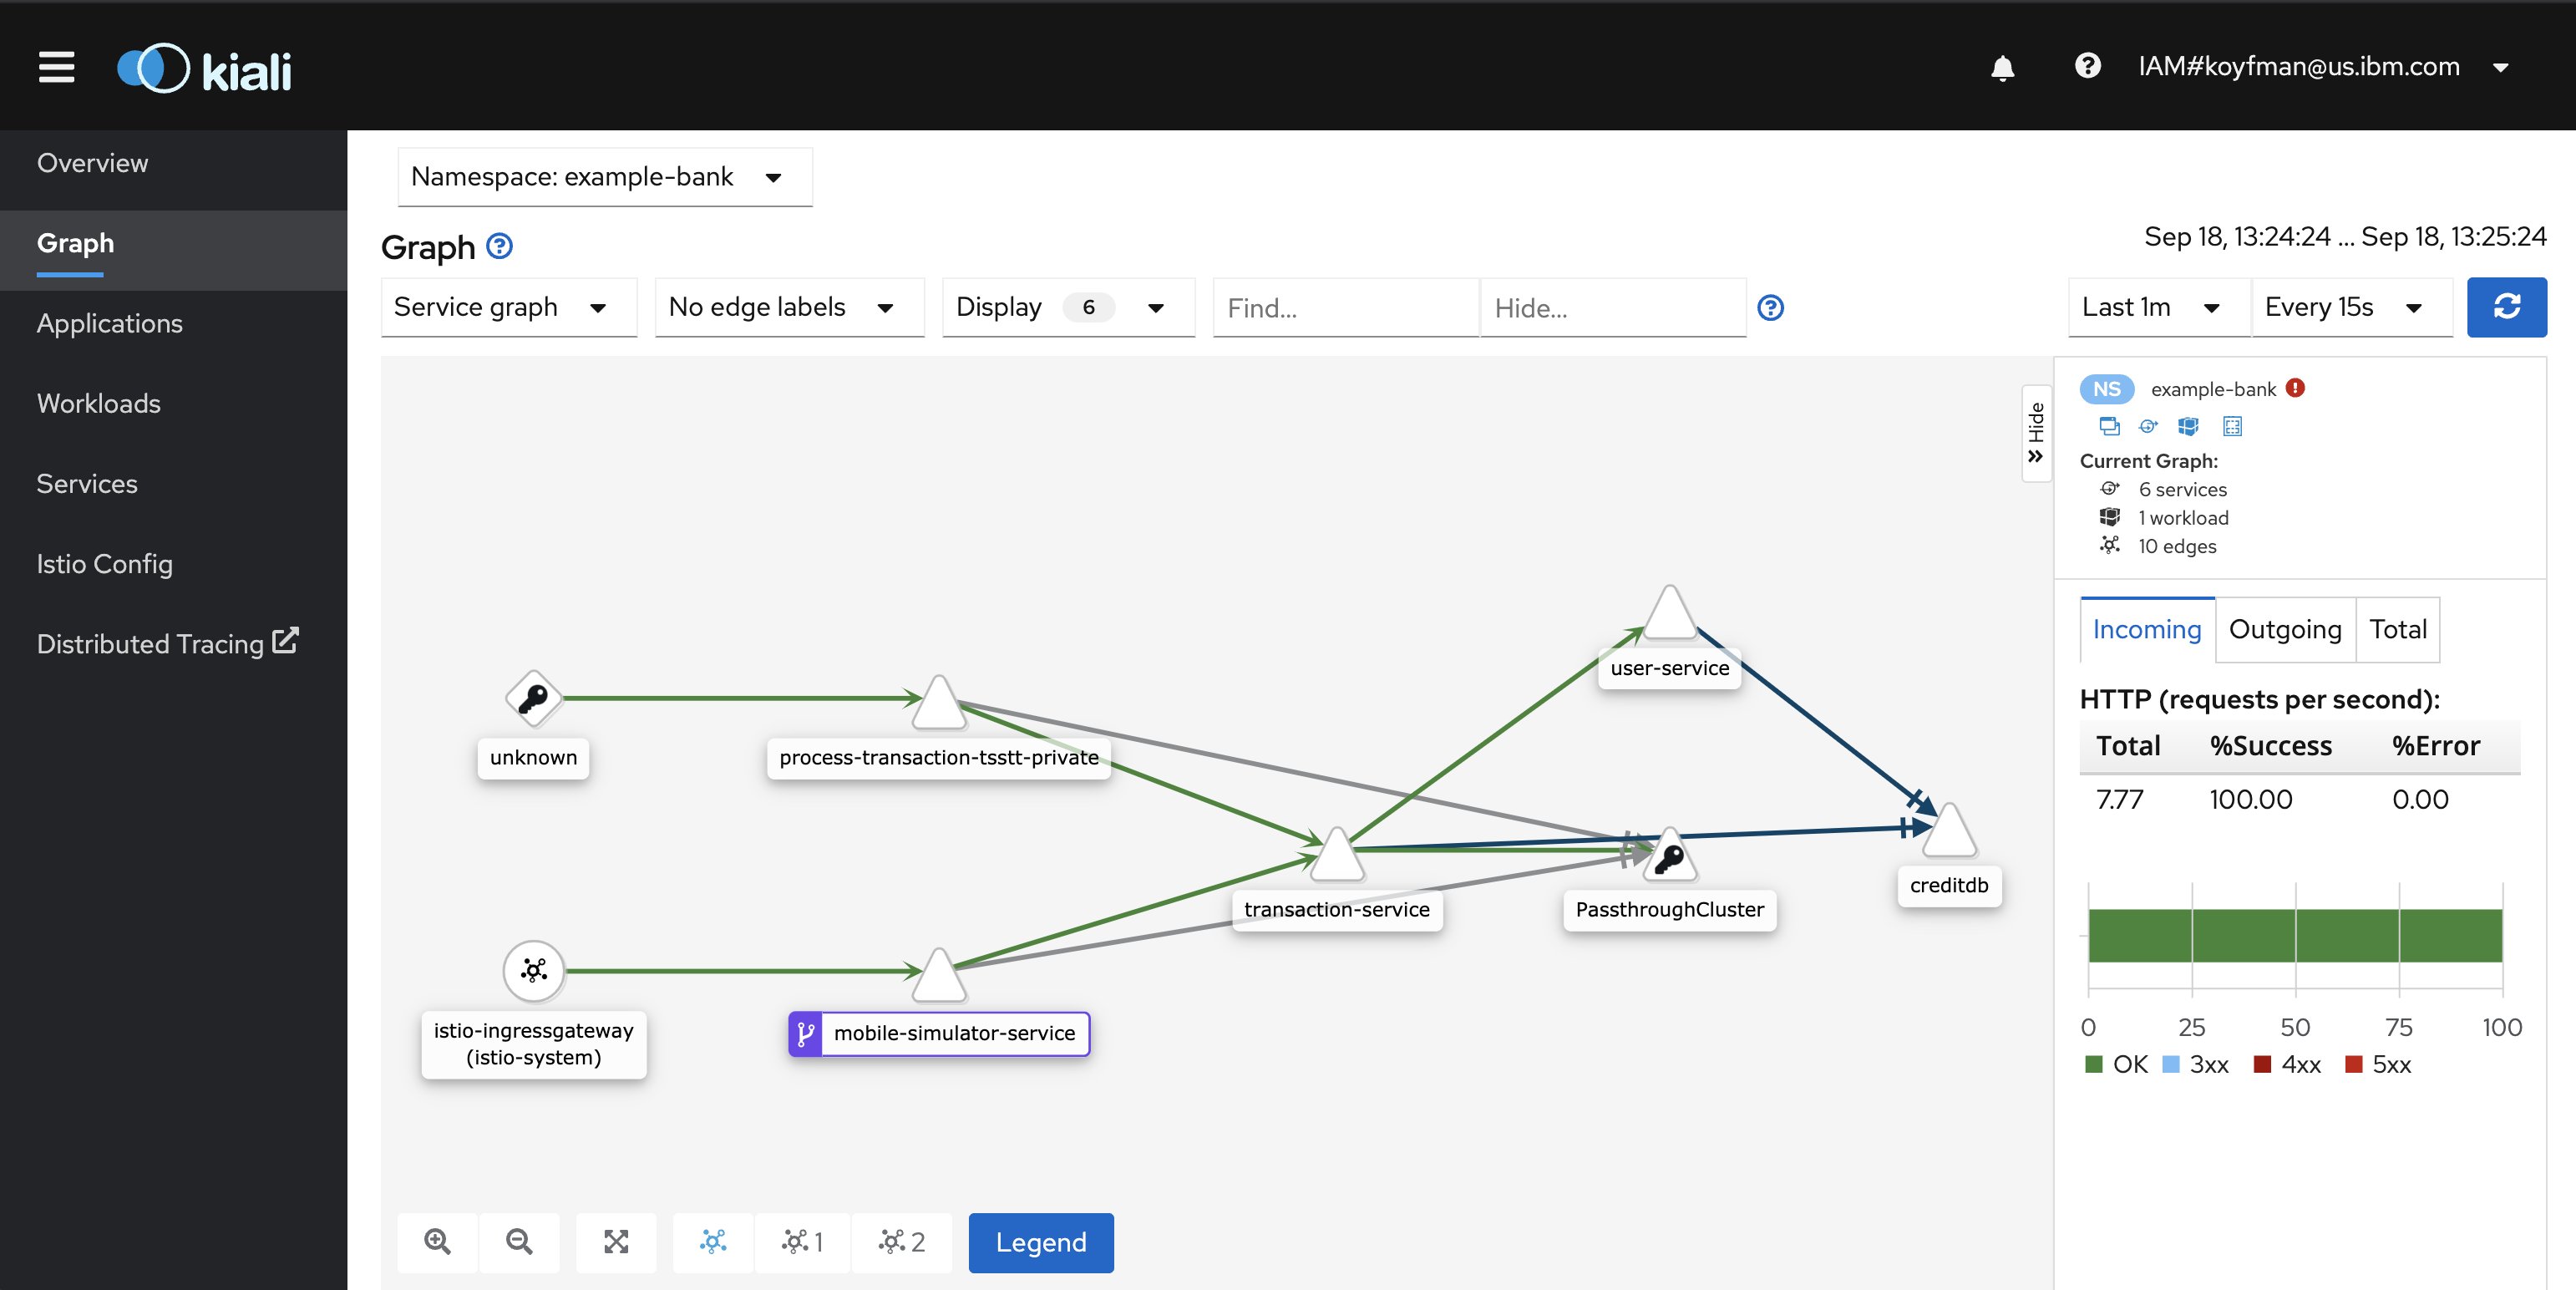 kiali
IAM#koyfman@us.ibm.com
Overview
Graph
Applications
Workloads
Services
Istio Config
Distributed Tracing
Namespace: example-bank
Graph
Sep 18, 13:24:24 ... Sep 18, 13:25:24
Service graph
No edge labels
Display 6
Find...
Hide...
Last 1m
Every 15s
Hide
unknown
process-transaction-tsstt-private
user-service
transaction-service
PassthroughCluster
creditdb
istio-ingressgateway
(istio-system)
mobile-simulator-service
1
2
Legend
NS example-bank
Current Graph:
6 services
1 workload
10 edges
Incoming Outgoing Total
HTTP (requests per second):
Total %Success %Error
7.77 100.00 0.00
0 25 50 75 100
OK 3xx 4xx 5xx